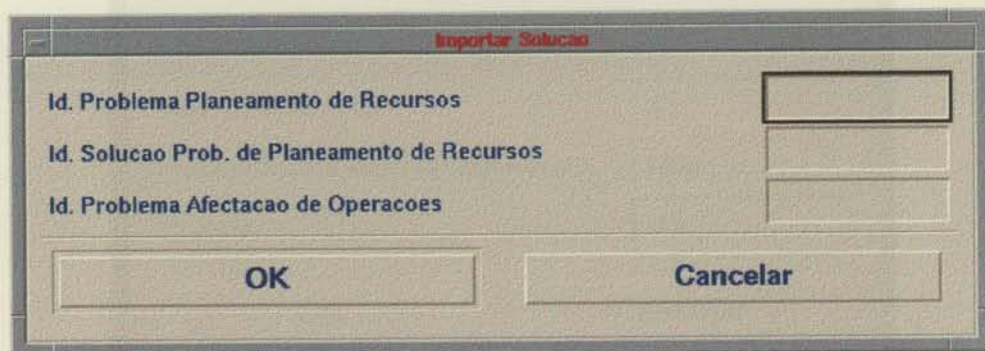 Importar Solucao
Id. Problema Planeamento de Recursos
Id. Solucao Prob. de Planeamento de Recursos
Id. Problema Afectacao de Operacoes
OK
Cancelar